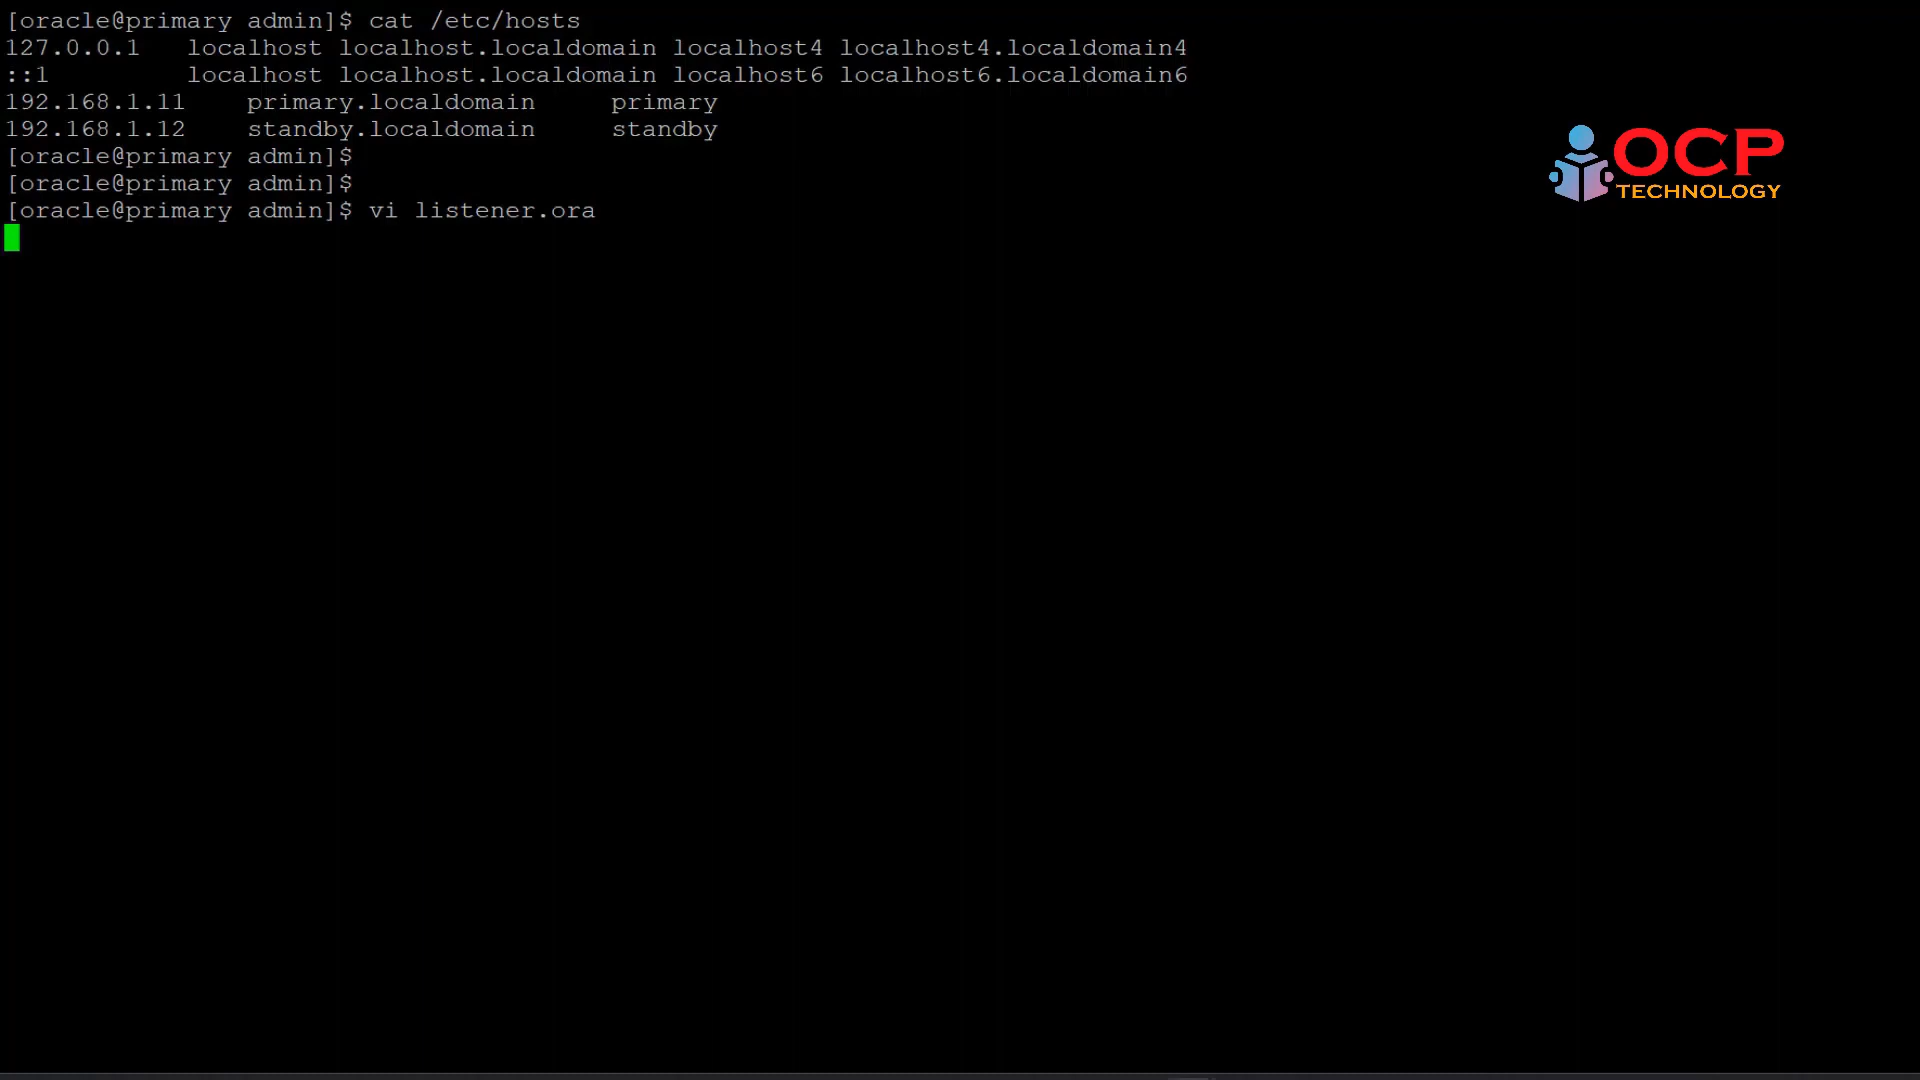 [oracle@primary admin]$ cat /etc/hosts
127.0.0.1   localhost localhost.localdomain localhost4 localhost4.localdomain4
::1         localhost localhost.localdomain localhost6 localhost6.localdomain6
192.168.1.11    primary.localdomain     primary
192.168.1.12    standby.localdomain     standby
[oracle@primary admin]$
[oracle@primary admin]$
[oracle@primary admin]$ vi listener.ora
OCP
TECHNOLOGY